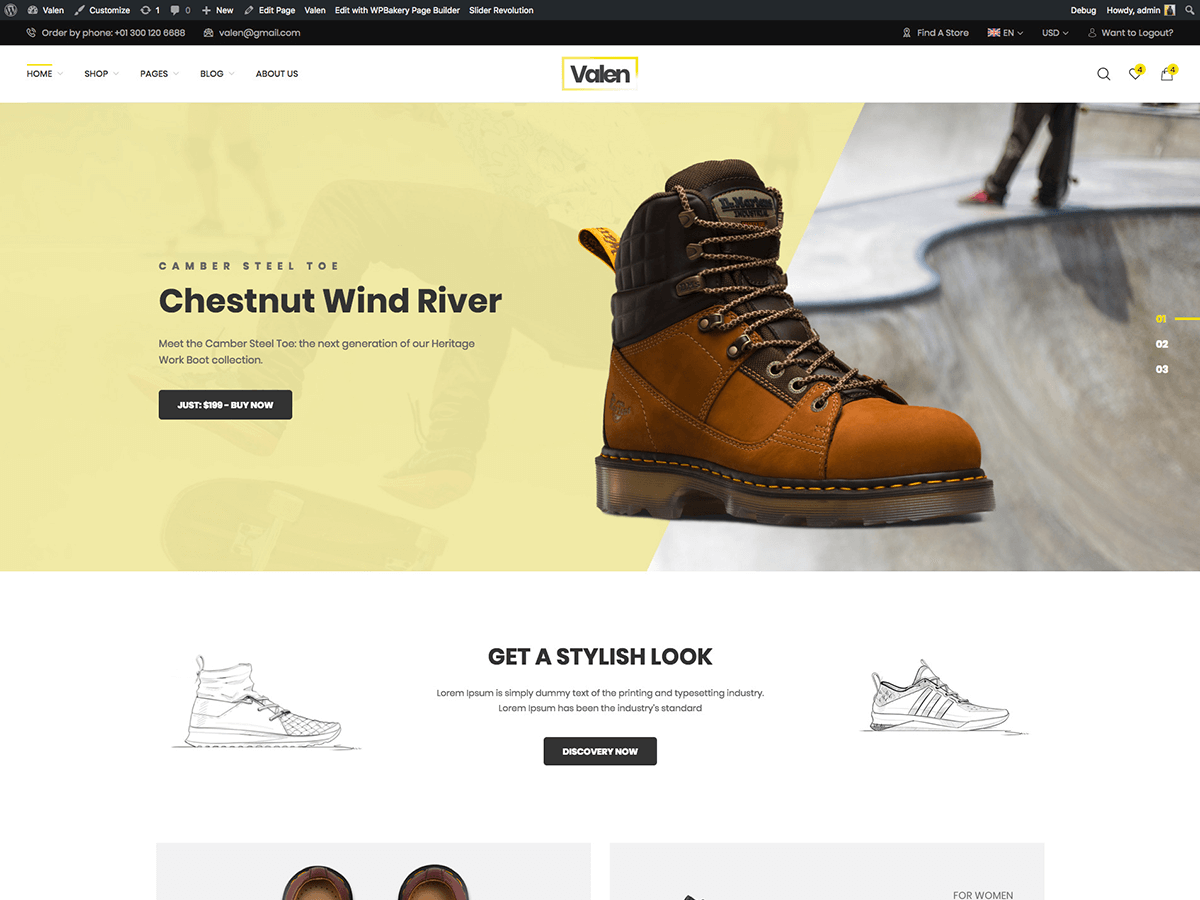 Valen Customize 1 0 New Edit Page Valen Edit with WPBakery Page Builder Slider Revolution Debug Howdy, admin
Order by phone: +01 300 120 6688 valen@gmail.com Find A Store EN USD Want to Logout?
HOME SHOP PAGES BLOG ABOUT US Valen 4 4
CAMBER STEEL TOE
Chestnut Wind River
Meet the Camber Steel Toe: the next generation of our Heritage
Work Boot collection.
JUST: $199 - BUY NOW
Dr. Martens
INDUSTRIAL
01
02
03
GET A STYLISH LOOK
Lorem Ipsum is simply dummy text of the printing and typesetting industry.
Lorem Ipsum has been the industry's standard
DISCOVERY NOW
FOR WOMEN